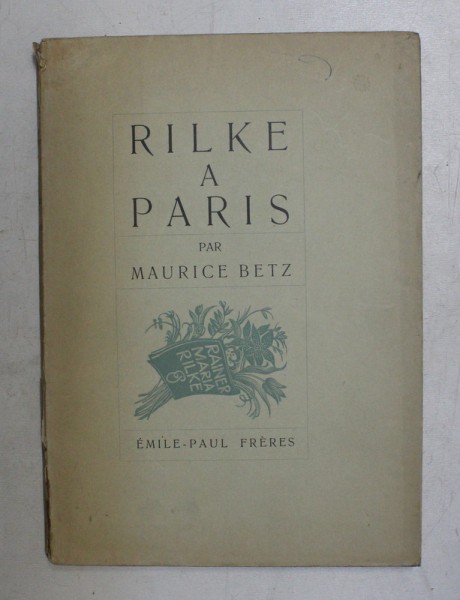 RILKE
A
PARIS
PAR
MAURICE BETZ
RAINER
MARIA
RILKE
ÉMILE-PAUL FRÈRES